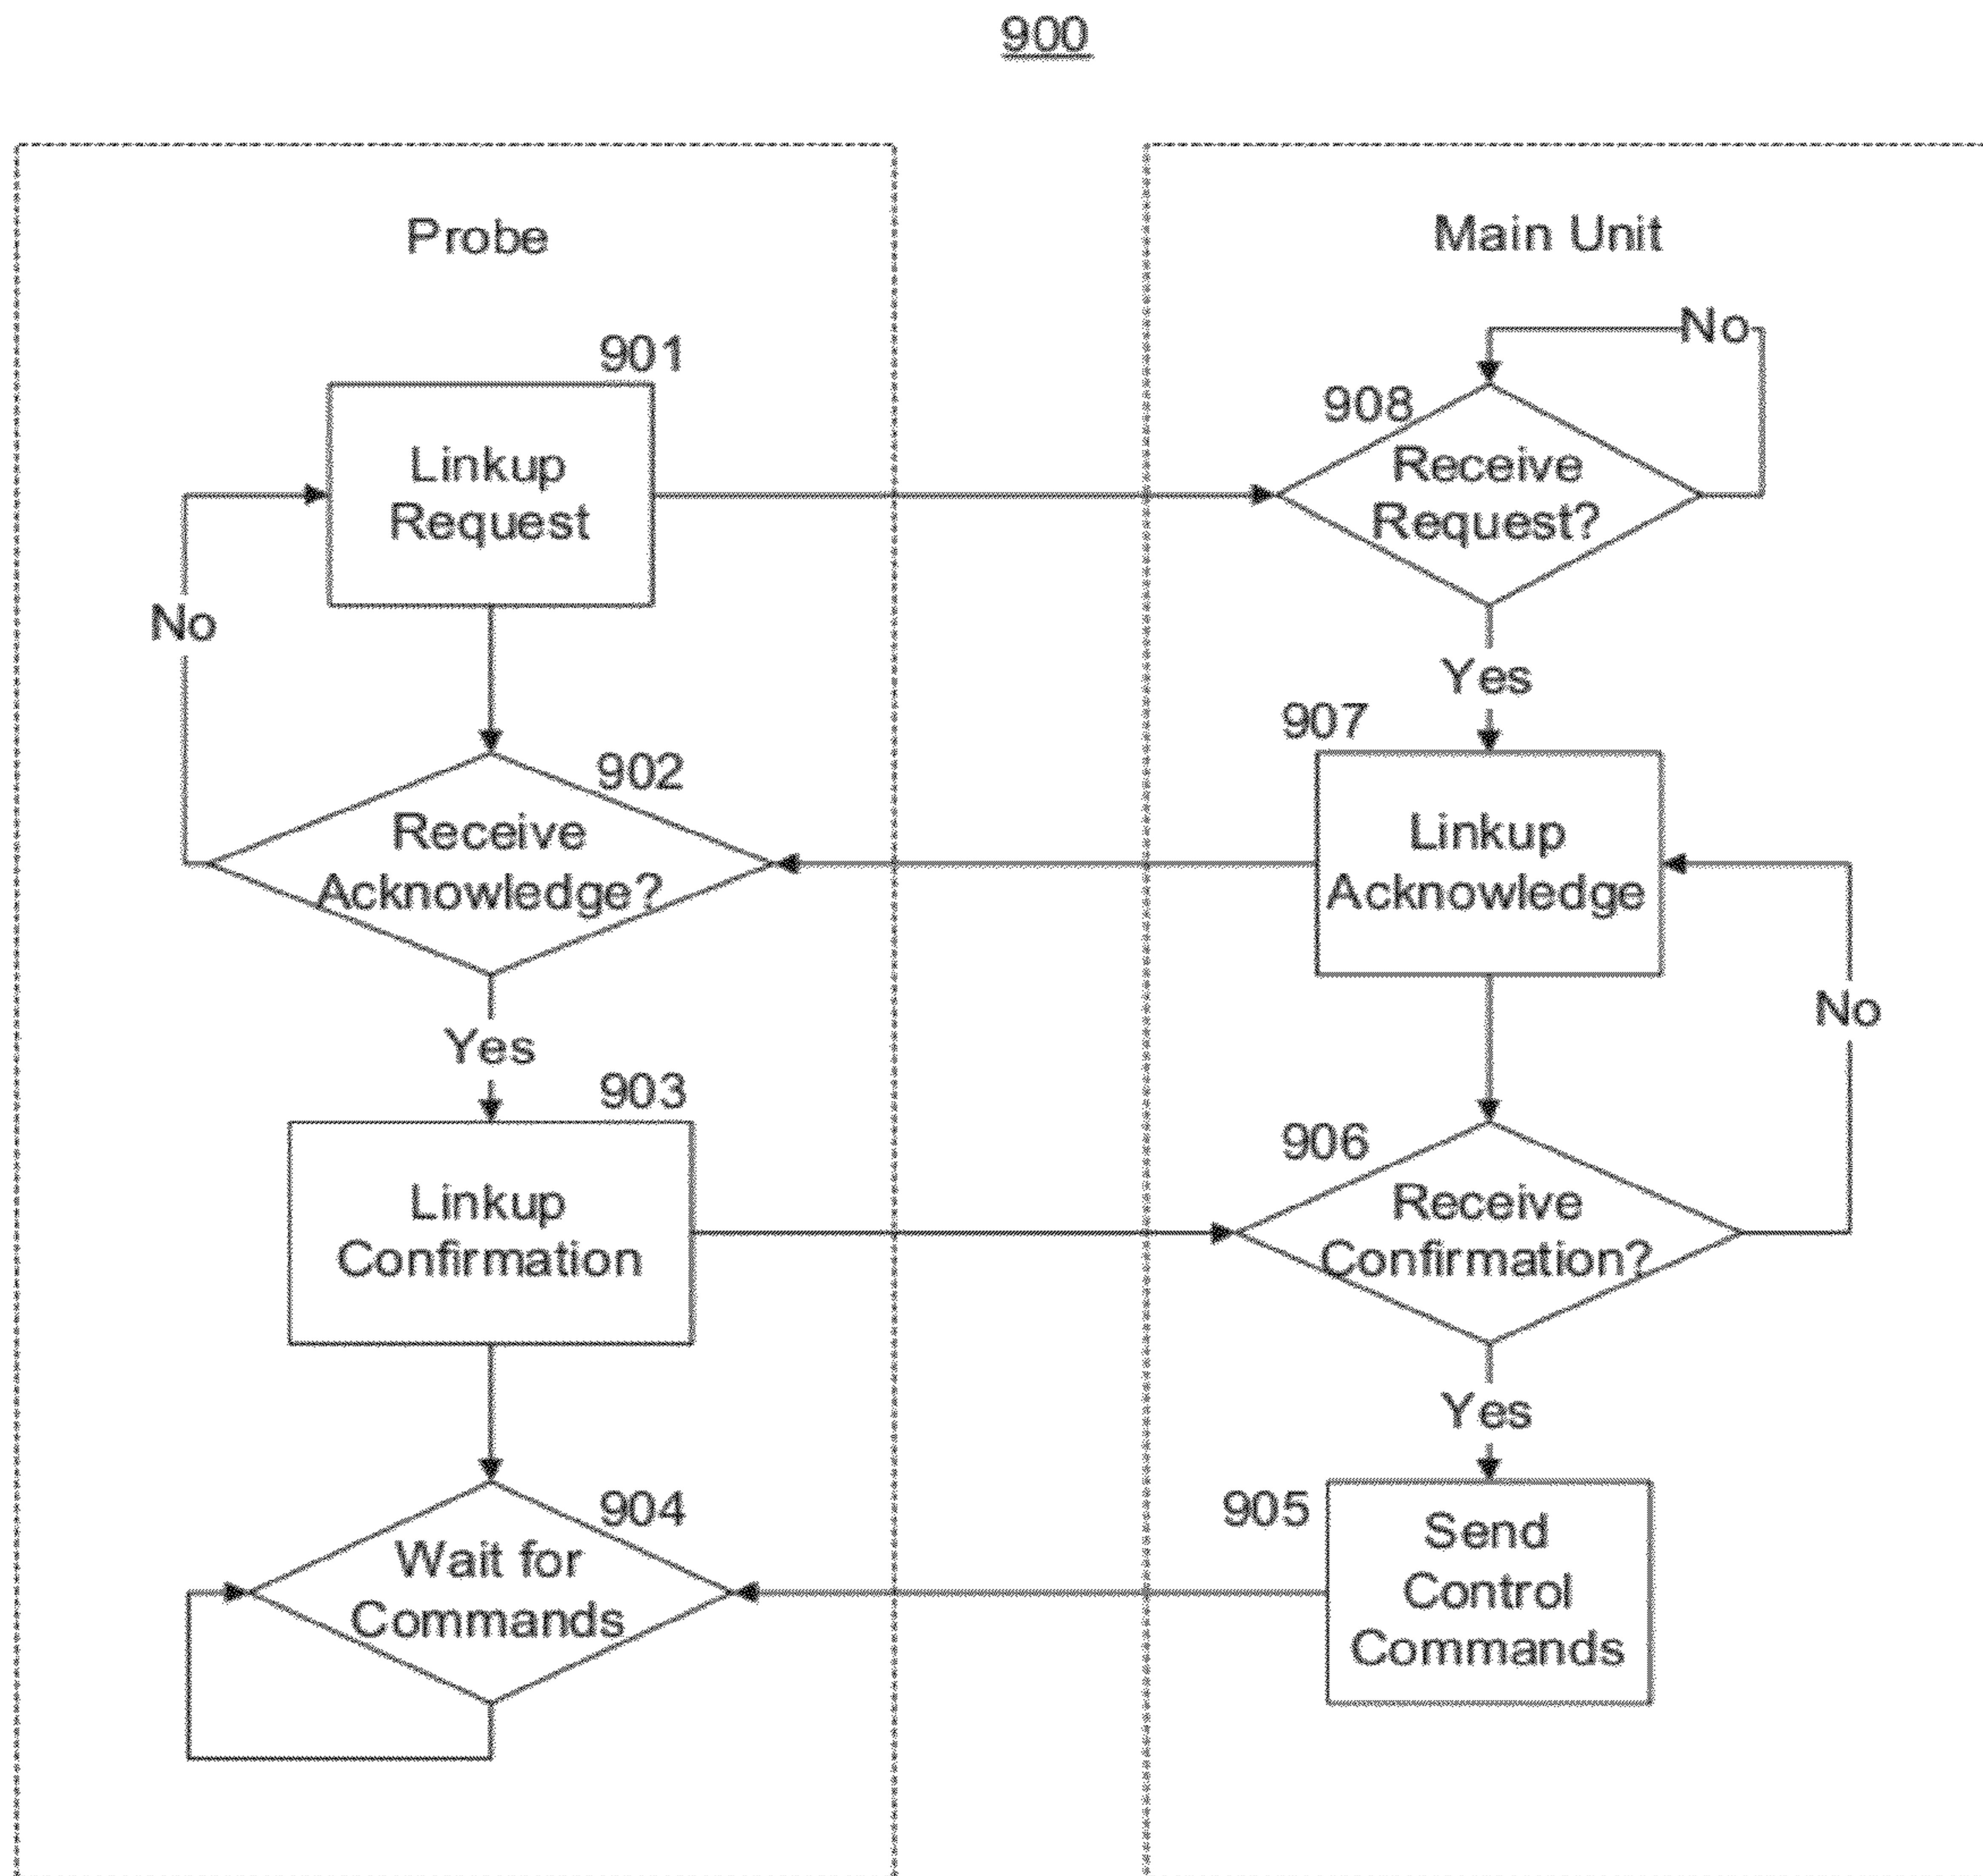 900
Probe
901
Linkup
Request
No
902
Receive
Acknowledge?
Yes
903
Linkup
Confirmation
904
Wait for
Commands
Main Unit
No
908
Receive
Request?
Yes
907
Linkup
Acknowledge
No
906
Receive
Confirmation?
Yes
905
Send
Control
Commands